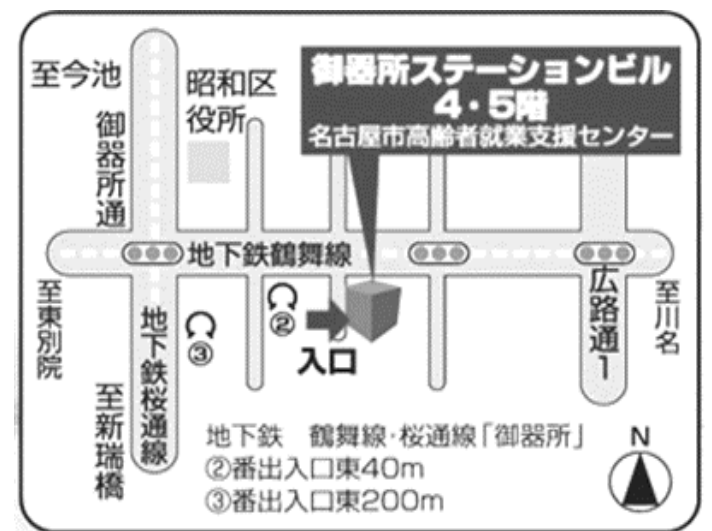 至今池
昭和区
役所
御器所通
御器所ステーションビル
4・5階
名古屋市高齢者就業支援センター
地下鉄鶴舞線
至東別院
地下鉄桜通線
至新瑞橋
③
②
入口
広路通1
至川名
地下鉄 鶴舞線・桜通線「御器所」
②番出入口東40m
③番出入口東200m
N